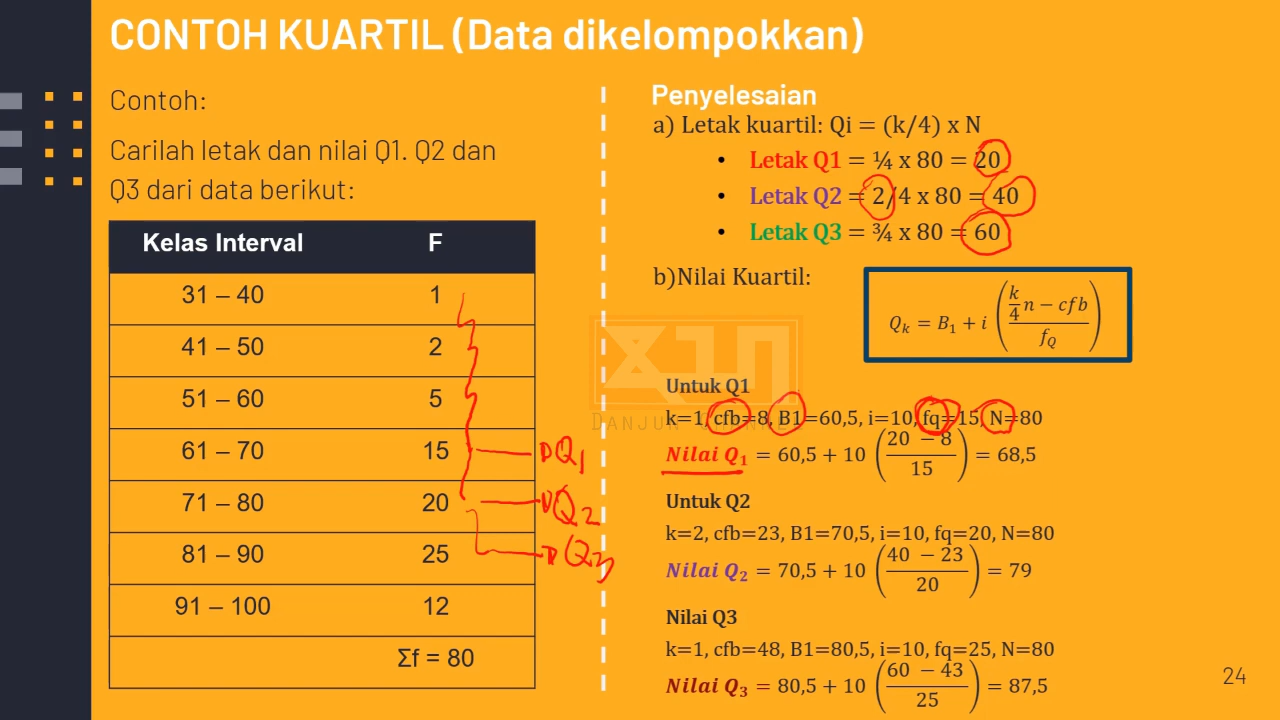 CONTOH KUARTIL (Data dikelompokkan)
Contoh:
Carilah letak dan nilai Q1. Q2 dan
Q3 dari data berikut:
Kelas Interval F
31 – 40 1
41 – 50 2
51 – 60 5
61 – 70 15
71 – 80 20
81 – 90 25
91 – 100 12
Σf = 80
Q1
Q2
Q3
Penyelesaian
a) Letak kuartil: Qi = (k/4) x N
• Letak Q1 = ¼ x 80 = 20
• Letak Q2 = 2/4 x 80 = 40
• Letak Q3 = ¾ x 80 = 60
b)Nilai Kuartil:
Qk = B1 + i ( (k/4 n − cfb) / fQ )
Untuk Q1
k=1, cfb=8, B1=60,5, i=10, fq=15, N=80
Nilai Q1 = 60,5 + 10 ( (20 − 8) / 15 ) = 68,5
Untuk Q2
k=2, cfb=23, B1=70,5, i=10, fq=20, N=80
Nilai Q2 = 70,5 + 10 ( (40 − 23) / 20 ) = 79
Nilai Q3
k=1, cfb=48, B1=80,5, i=10, fq=25, N=80
Nilai Q3 = 80,5 + 10 ( (60 − 43) / 25 ) = 87,5
24